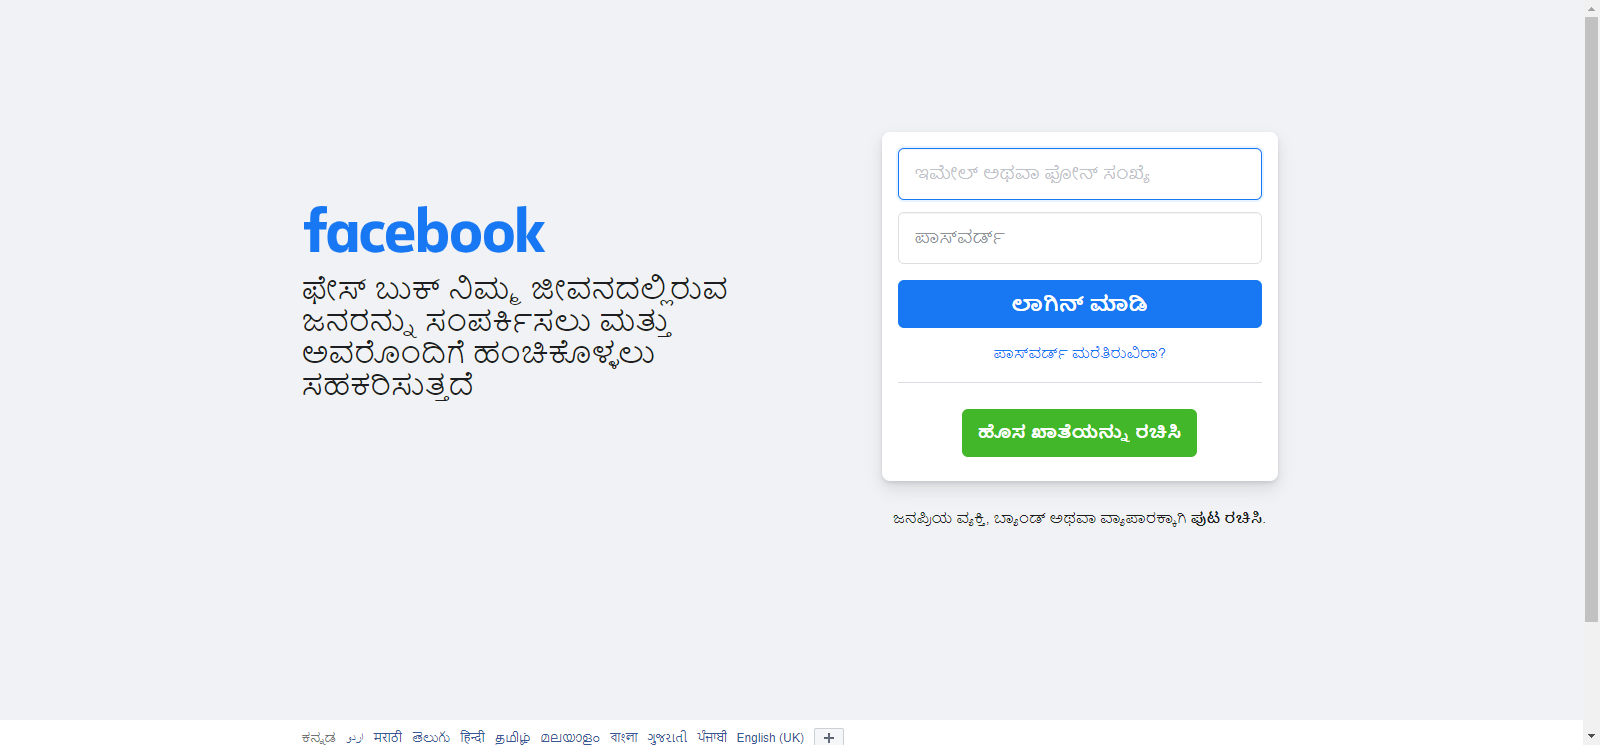 facebook
ಫೇಸ್ ಬುಕ್ ನಿಮ್ಮ ಜೀವನದಲ್ಲಿರುವ
ಜನರನ್ನು ಸಂಪರ್ಕಿಸಲು ಮತ್ತು
ಅವರೊಂದಿಗೆ ಹಂಚಿಕೊಳ್ಳಲು
ಸಹಕರಿಸುತ್ತದೆ
ಇಮೇಲ್ ಅಥವಾ ಫೋನ್ ಸಂಖ್ಯೆ
ಪಾಸ್‌ವರ್ಡ್
ಲಾಗಿನ್ ಮಾಡಿ
ಪಾಸ್‌ವರ್ಡ್ ಮರೆತಿರುವಿರಾ?
ಹೊಸ ಖಾತೆಯನ್ನು ರಚಿಸಿ
ಜನಪ್ರಿಯ ವ್ಯಕ್ತಿ, ಬ್ಯಾಂಡ್ ಅಥವಾ ವ್ಯಾಪಾರಕ್ಕಾಗಿ ಪುಟ ರಚಿಸಿ.
ಕನ್ನಡ اردو मराठी తెలుగు हिन्दी தமிழ் മലയാളം বাংলা ગુજરાતી ਪੰਜਾਬੀ English (UK)